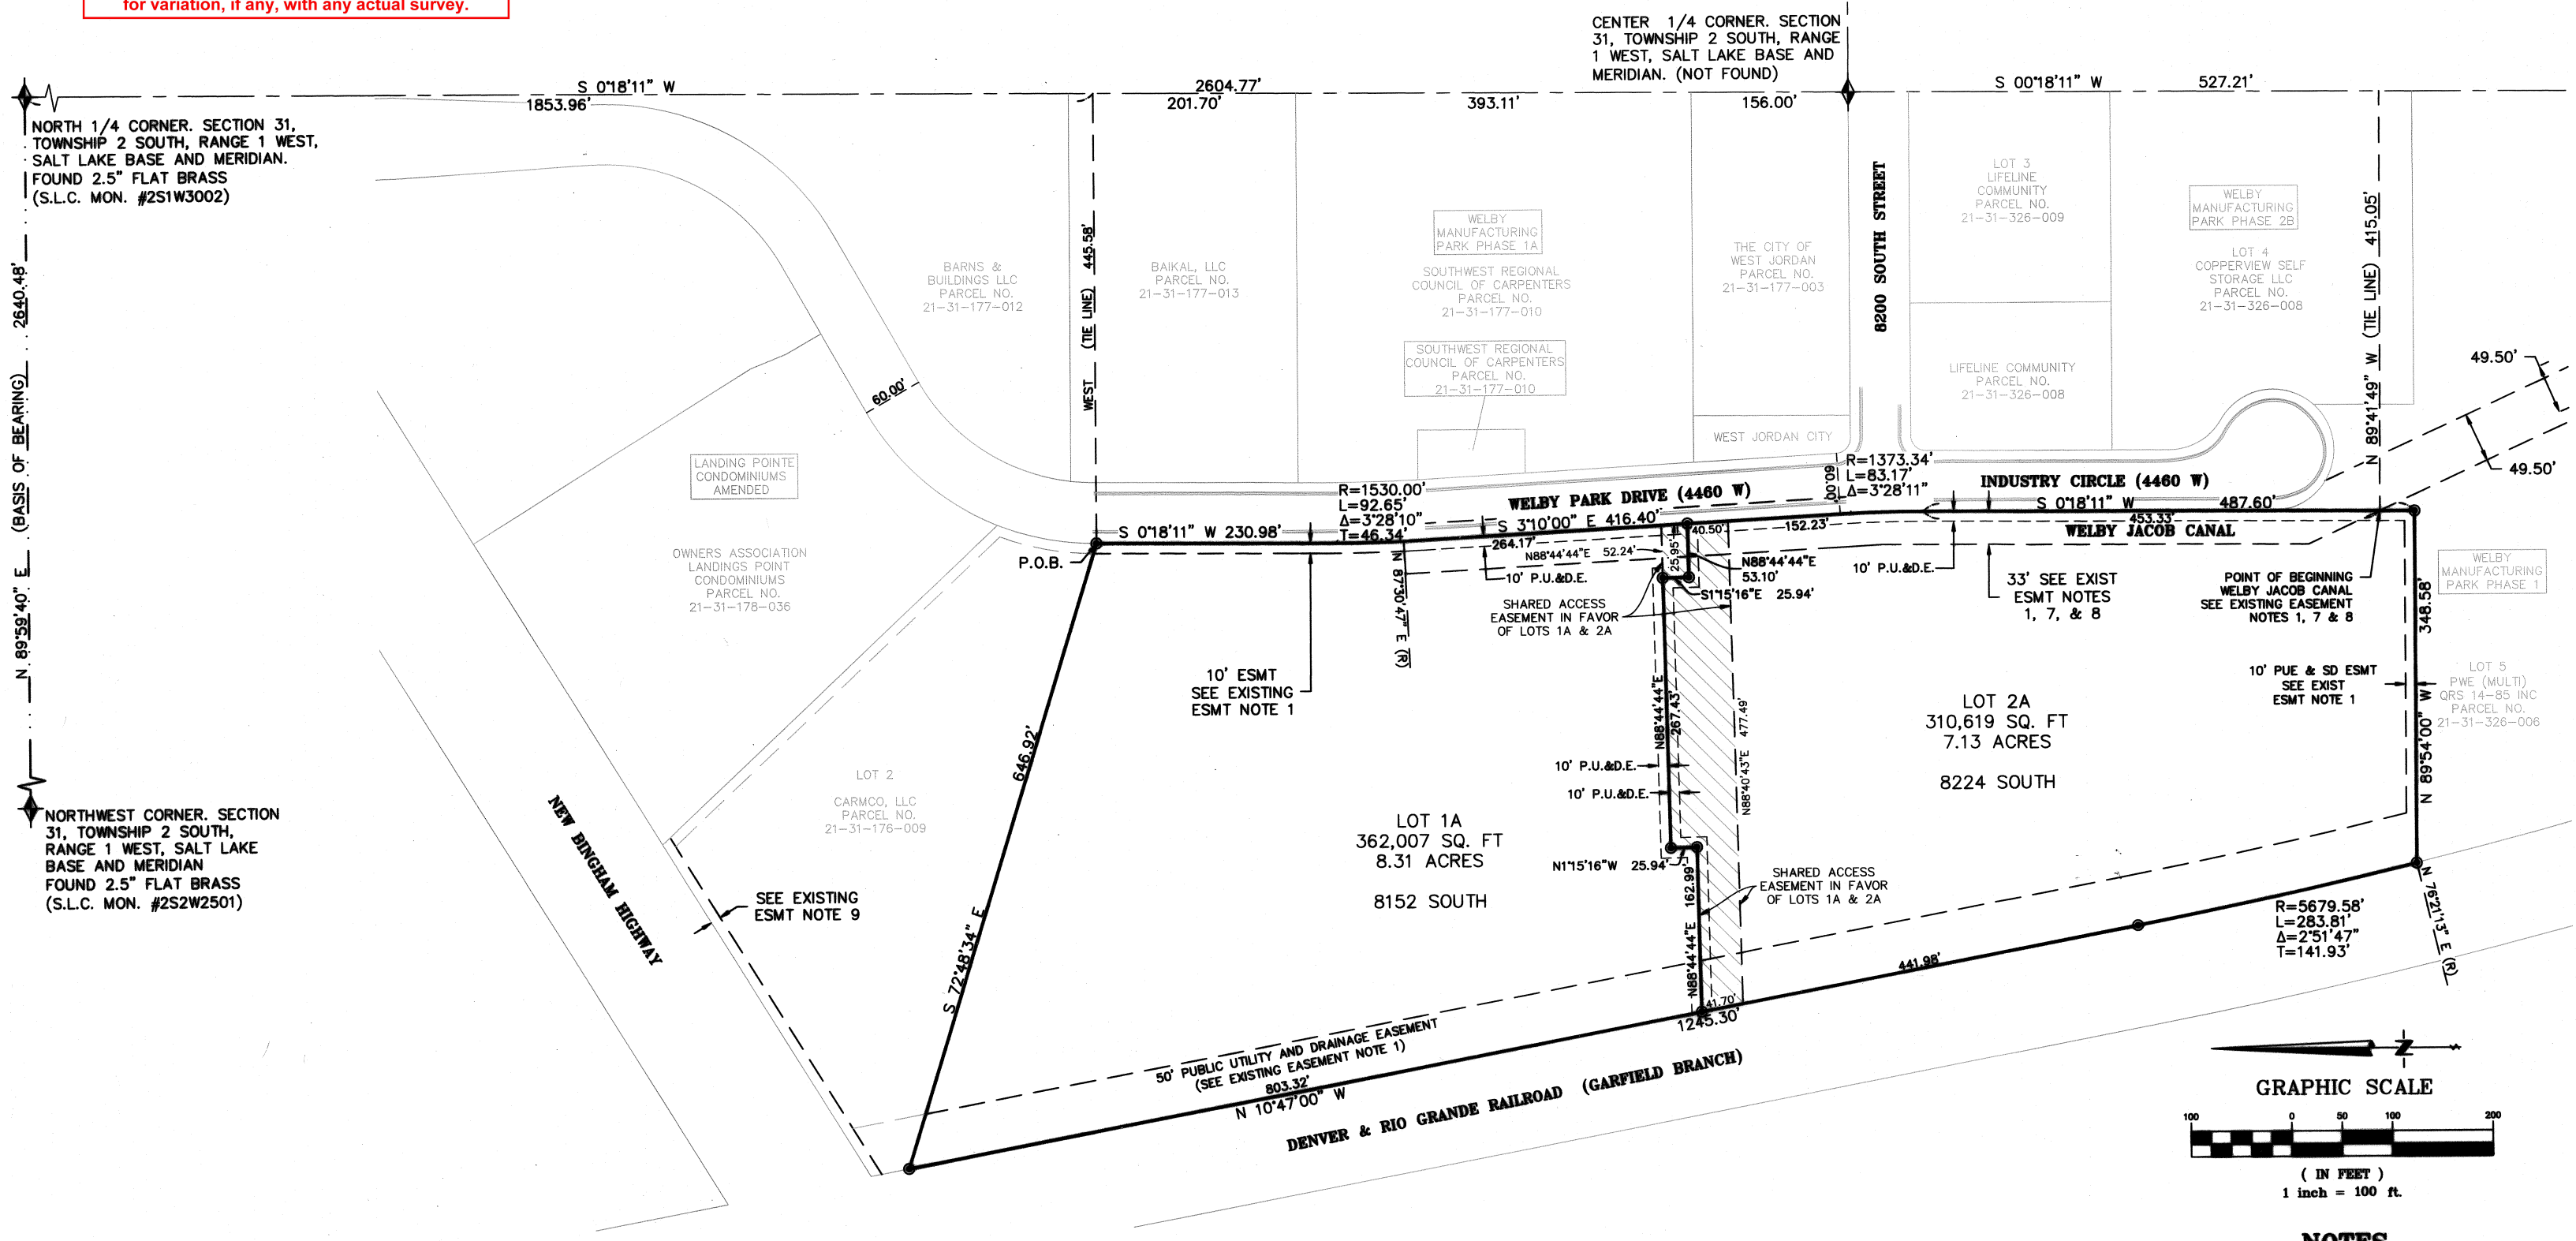 for variation, if any, with any actual survey.
CENTER 1/4 CORNER. SECTION
31, TOWNSHIP 2 SOUTH, RANGE
1 WEST, SALT LAKE BASE AND
MERIDIAN. (NOT FOUND)
S 0°18'11" W
2604.77'
S 00°18'11" W
527.21'
1853.96'
201.70'
393.11'
156.00'
NORTH 1/4 CORNER. SECTION 31,
TOWNSHIP 2 SOUTH, RANGE 1 WEST,
SALT LAKE BASE AND MERIDIAN.
FOUND 2.5" FLAT BRASS
(S.L.C. MON. #2S1W3002)
N 89°59'40" E (BASIS OF BEARING) 2640.48'
NORTHWEST CORNER. SECTION
31, TOWNSHIP 2 SOUTH,
RANGE 1 WEST, SALT LAKE
BASE AND MERIDIAN
FOUND 2.5" FLAT BRASS
(S.L.C. MON. #2S2W2501)
BARNS &
BUILDINGS LLC
PARCEL NO.
21-31-177-012
WEST (TIE LINE) 445.58'
BAIKAL, LLC
PARCEL NO.
21-31-177-013
WELBY
MANUFACTURING
PARK PHASE 1A
SOUTHWEST REGIONAL
COUNCIL OF CARPENTERS
PARCEL NO.
21-31-177-010
SOUTHWEST REGIONAL
COUNCIL OF CARPENTERS
PARCEL NO.
21-31-177-010
THE CITY OF
WEST JORDAN
PARCEL NO.
21-31-177-003
WEST JORDAN CITY
8200 SOUTH STREET
LOT 3
LIFELINE
COMMUNITY
PARCEL NO.
21-31-326-009
LIFELINE COMMUNITY
PARCEL NO.
21-31-326-008
WELBY
MANUFACTURING
PARK PHASE 2B
LOT 4
COPPERVIEW SELF
STORAGE LLC
PARCEL NO.
21-31-326-008
N 89°41'49" W (TIE LINE) 415.05'
49.50'
49.50'
60.00'
LANDING POINTE
CONDOMINIUMS
AMENDED
OWNERS ASSOCIATION
LANDINGS POINT
CONDOMINIUMS
PARCEL NO.
21-31-178-036
LOT 2
CARMCO, LLC
PARCEL NO.
21-31-176-009
NEW BINGHAM HIGHWAY
SEE EXISTING
ESMT NOTE 9
P.O.B.
S 0°18'11" W 230.98'
R=1530.00'
L=92.65'
Δ=3°28'10"
T=46.34'
WELBY PARK DRIVE (4460 W)
S 3°10'00" E 416.40'
60.00'
R=1373.34'
L=83.17'
Δ=3°28'11"
INDUSTRY CIRCLE (4460 W)
S 0°18'11" W 487.60'
453.33'
WELBY JACOB CANAL
264.17'
40.50'
152.23'
N88°44'44"E 52.24'
25.95'
N88°44'44"E
53.10'
S1°15'16"E 25.94'
N 87°30'47" E (R)
10' P.U.&D.E.
10' P.U.&D.E.
SHARED ACCESS
EASEMENT IN FAVOR
OF LOTS 1A & 2A
33' SEE EXIST
ESMT NOTES
1, 7, & 8
POINT OF BEGINNING
WELBY JACOB CANAL
SEE EXISTING EASEMENT
NOTES 1, 7 & 8
WELBY
MANUFACTURING
PARK PHASE 1
LOT 5
PWE (MULTI)
QRS 14-85 INC
PARCEL NO.
21-31-326-006
10' PUE & SD ESMT
SEE EXIST
ESMT NOTE 1
348.58'
N 89°54'00" W
10' ESMT
SEE EXISTING
ESMT NOTE 1
646.92'
S 72°48'34" E
N88°44'44"E
267.43'
N88°40'43"E 477.49'
10' P.U.&D.E.
10' P.U.&D.E.
LOT 1A
362,007 SQ. FT
8.31 ACRES
8152 SOUTH
LOT 2A
310,619 SQ. FT
7.13 ACRES
8224 SOUTH
N1°15'16"W 25.94'
SHARED ACCESS
EASEMENT IN FAVOR
OF LOTS 1A & 2A
N88°44'44"E 162.99'
41.70'
1245.30'
441.98'
R=5679.58'
L=283.81'
Δ=2°51'47"
T=141.93'
N 76°21'13" E (R)
50' PUBLIC UTILITY AND DRAINAGE EASEMENT
(SEE EXISTING EASEMENT NOTE 1)
803.32'
N 10°47'00" W
DENVER & RIO GRANDE RAILROAD (GARFIELD BRANCH)
Z
GRAPHIC SCALE
100 0 50 100 200
( IN FEET )
1 inch = 100 ft.
NOTES